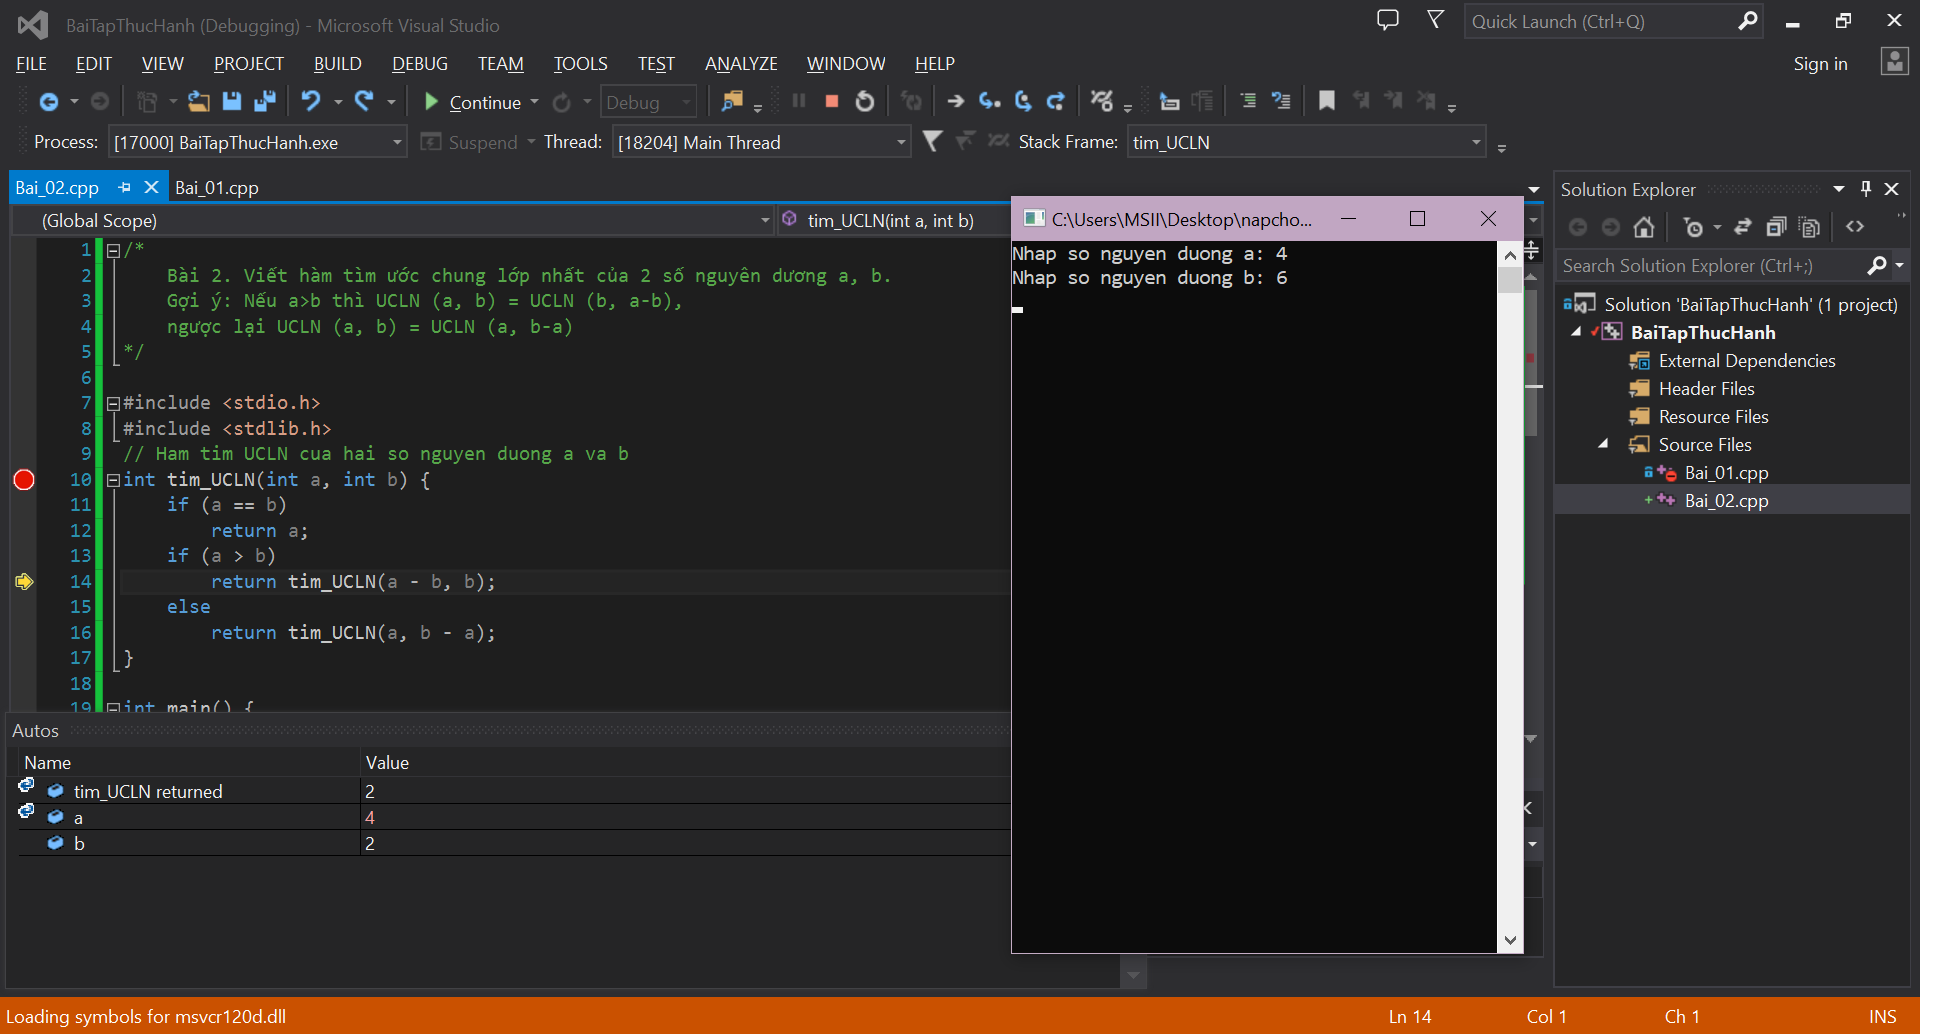 BaiTapThucHanh (Debugging) - Microsoft Visual Studio
Quick Launch (Ctrl+Q)
FILE EDIT VIEW PROJECT BUILD DEBUG TEAM TOOLS TEST ANALYZE WINDOW HELP
Sign in
Continue
Debug
Process: [17000] BaiTapThucHanh.exe
Suspend
Thread: [18204] Main Thread
Stack Frame: tim_UCLN
Bai_02.cpp
Bai_01.cpp
(Global Scope)
tim_UCLN(int a, int b)
1 /*
2 Bài 2. Viết hàm tìm ước chung lớp nhất của 2 số nguyên dương a, b.
3 Gợi ý: Nếu a>b thì UCLN (a, b) = UCLN (b, a-b),
4 ngược lại UCLN (a, b) = UCLN (a, b-a)
5 */
6
7 #include <stdio.h>
8 #include <stdlib.h>
9 // Ham tim UCLN cua hai so nguyen duong a va b
10 int tim_UCLN(int a, int b) {
11 if (a == b)
12 return a;
13 if (a > b)
14 return tim_UCLN(a - b, b);
15 else
16 return tim_UCLN(a, b - a);
17 }
18
19 int main() {
C:\Users\MSII\Desktop\napcho...
Nhap so nguyen duong a: 4
Nhap so nguyen duong b: 6
Solution Explorer
Search Solution Explorer (Ctrl+;)
Solution 'BaiTapThucHanh' (1 project)
BaiTapThucHanh
External Dependencies
Header Files
Resource Files
Source Files
Bai_01.cpp
Bai_02.cpp
Autos
Name Value
tim_UCLN returned 2
a 4
b 2
Loading symbols for msvcr120d.dll
Ln 14 Col 1 Ch 1 INS